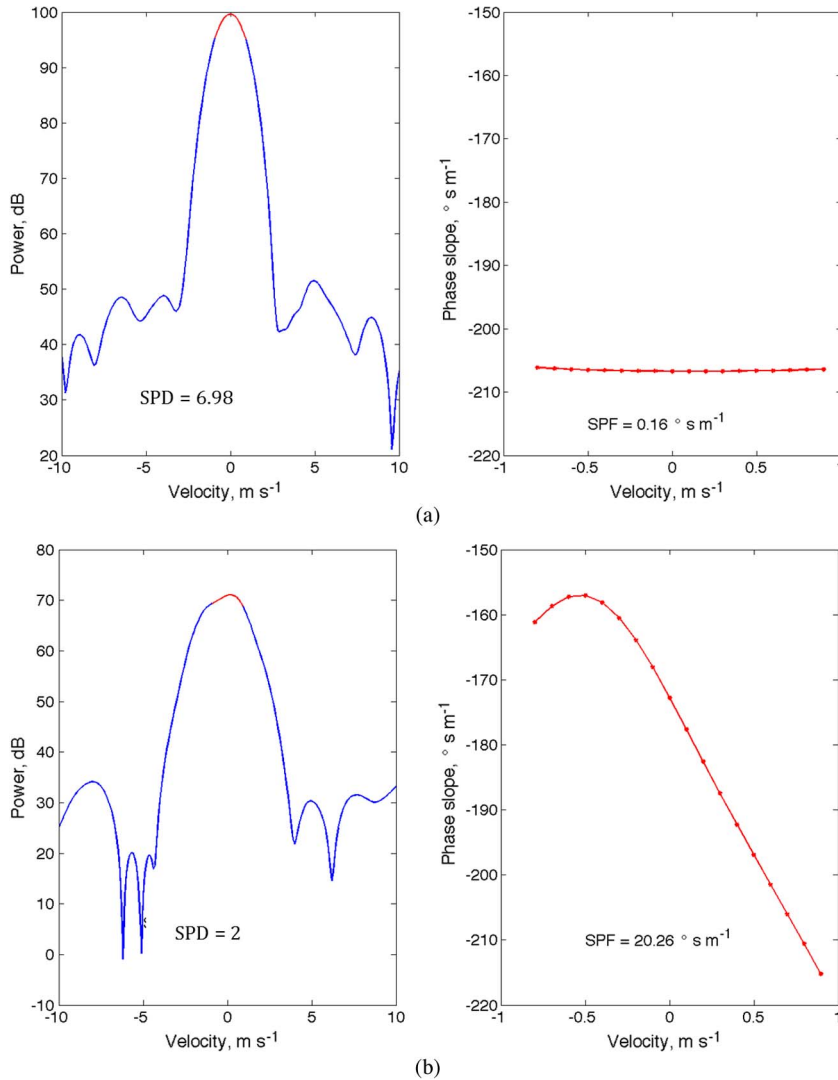 100
90
80
70
60
50
40
30
20
Power, dB
SPD = 6.98
-10 -5 0 5 10
Velocity, m s⁻¹
-150
-160
-170
-180
-190
-200
-210
-220
Phase slope, ° s m⁻¹
SPF = 0.16 ° s m⁻¹
-1 -0.5 0 0.5 1
Velocity, m s⁻¹
(a)
80
70
60
50
40
30
20
10
0
-10
Power, dB
SPD = 2
-10 -5 0 5 10
Velocity, m s⁻¹
-150
-160
-170
-180
-190
-200
-210
-220
Phase slope, ° s m⁻¹
SPF = 20.26 ° s m⁻¹
-1 -0.5 0 0.5 1
Velocity, m s⁻¹
(b)